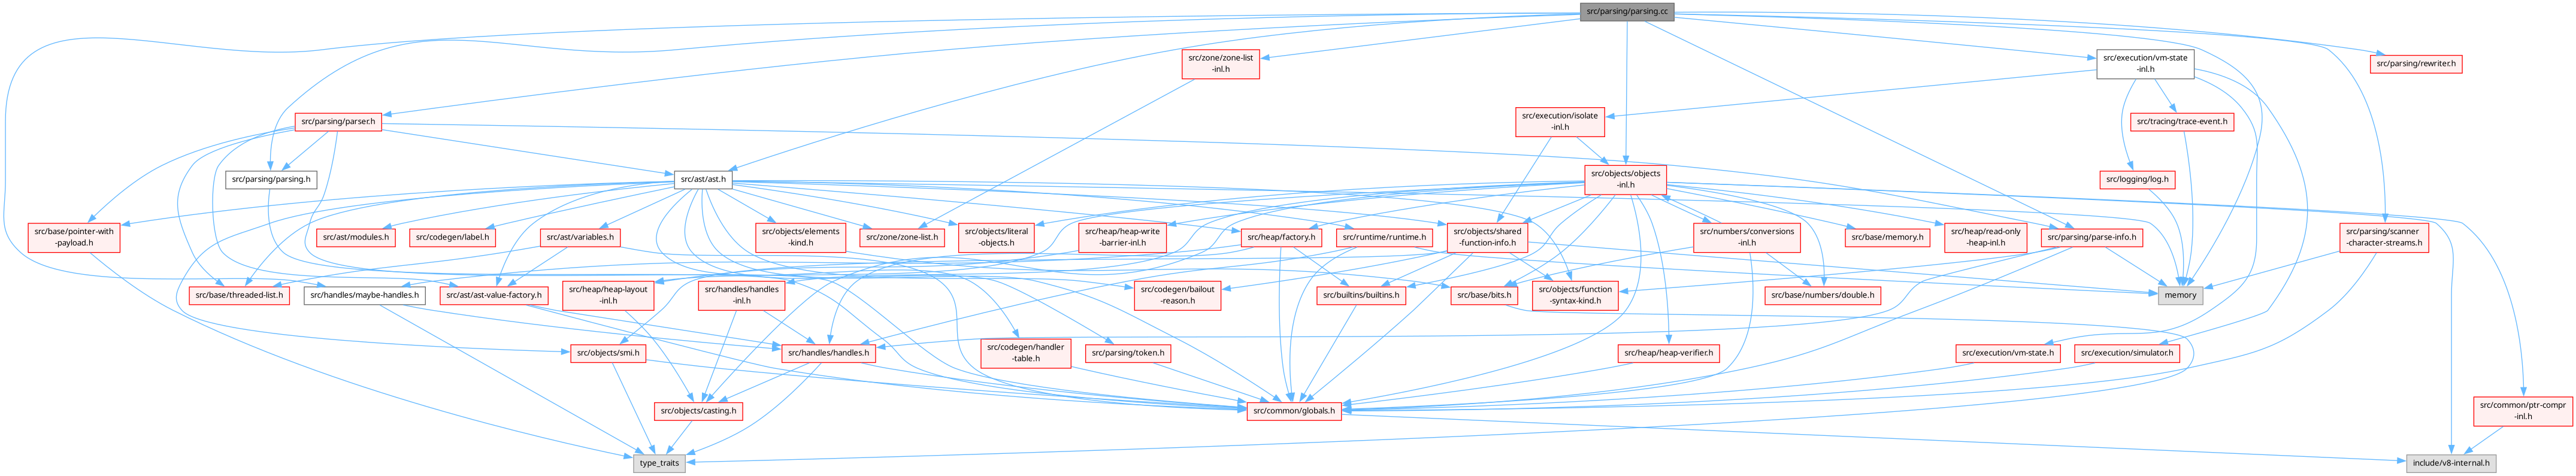 src/parsing/parsing.cc
src/zone/zone-list
-inl.h
src/execution/vm-state
-inl.h
src/parsing/rewriter.h
src/parsing/parser.h
src/execution/isolate
-inl.h
src/tracing/trace-event.h
src/parsing/parsing.h
src/ast/ast.h
src/objects/objects
-inl.h
src/logging/log.h
src/base/pointer-with
-payload.h
src/ast/modules.h
src/codegen/label.h
src/ast/variables.h
src/objects/elements
-kind.h
src/zone/zone-list.h
src/objects/literal
-objects.h
src/heap/heap-write
-barrier-inl.h
src/heap/factory.h
src/runtime/runtime.h
src/objects/shared
-function-info.h
src/numbers/conversions
-inl.h
src/base/memory.h
src/heap/read-only
-heap-inl.h
src/parsing/parse-info.h
src/parsing/scanner
-character-streams.h
src/base/threaded-list.h
src/handles/maybe-handles.h
src/ast/ast-value-factory.h
src/heap/heap-layout
-inl.h
src/handles/handles
-inl.h
src/codegen/bailout
-reason.h
src/builtins/builtins.h
src/base/bits.h
src/objects/function
-syntax-kind.h
src/base/numbers/double.h
memory
src/objects/smi.h
src/handles/handles.h
src/codegen/handler
-table.h
src/parsing/token.h
src/heap/heap-verifier.h
src/execution/vm-state.h
src/execution/simulator.h
src/objects/casting.h
src/common/globals.h
src/common/ptr-compr
-inl.h
type_traits
include/v8-internal.h